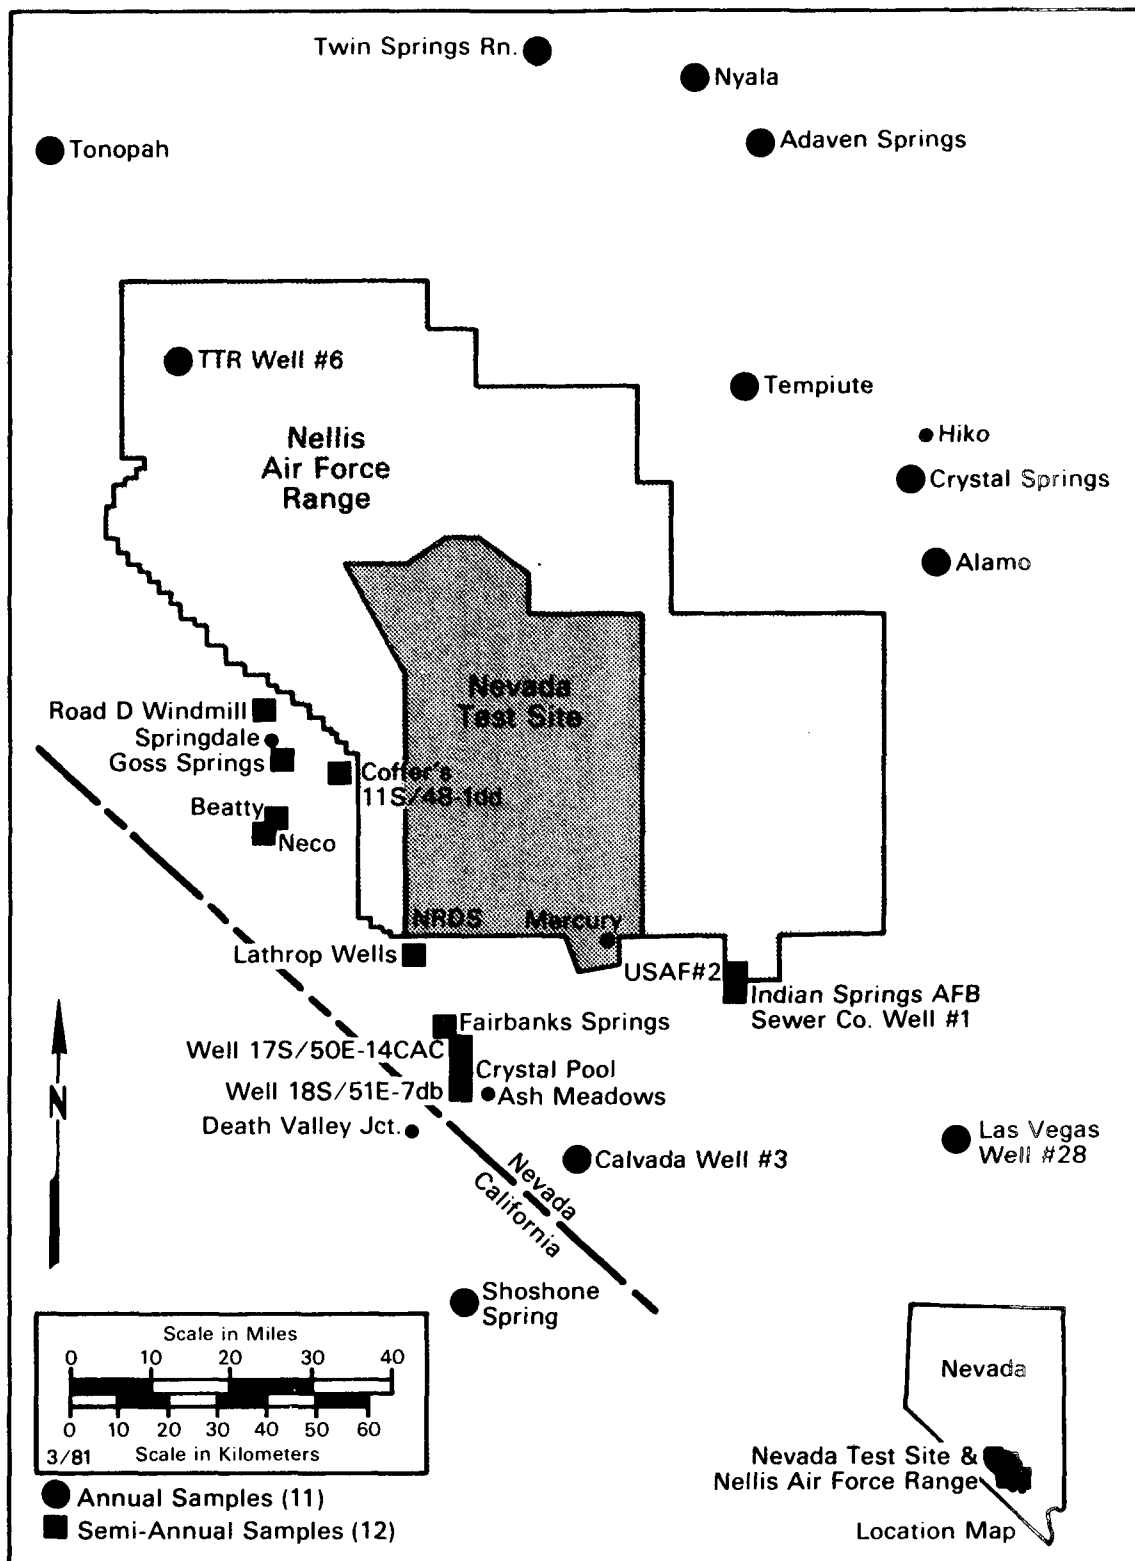 Twin Springs Rn.
Nyala
Tonopah
Adaven Springs
TTR Well #6
Tempiute
Nellis
Air Force
Range
Hiko
Crystal Springs
Alamo
Nevada
Test Site
Road D Windmill
Springdale
Goss Springs
Coffer's
11S/48-1dd
Beatty
Neco
NRDS
Mercury
Lathrop Wells
USAF#2
Indian Springs AFB
Sewer Co. Well #1
Fairbanks Springs
Well 17S/50E-14CAC
Crystal Pool
Well 18S/51E-7db
Ash Meadows
Death Valley Jct.
Las Vegas
Well #28
Calvada Well #3
Nevada
California
N
Shoshone
Spring
Scale in Miles
0 10 20 30 40
0 10 20 30 40 50 60
3/81 Scale in Kilometers
Annual Samples (11)
Semi-Annual Samples (12)
Nevada
Nevada Test Site &
Nellis Air Force Range
Location Map